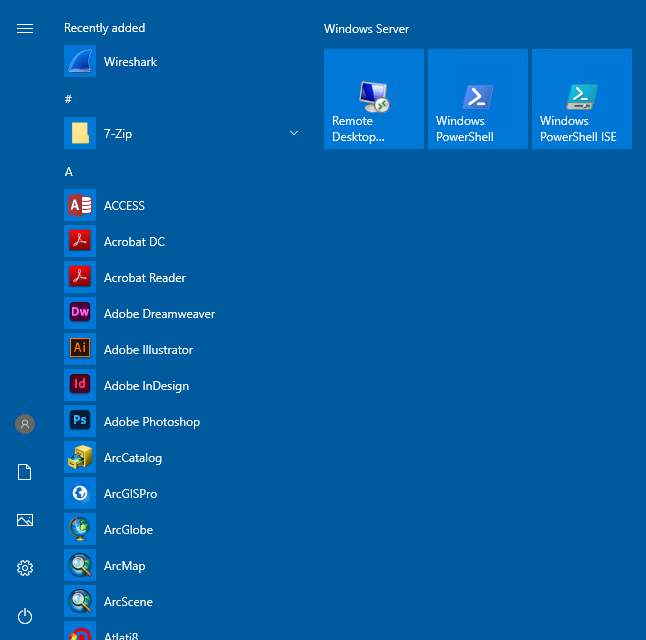 Recently added
Wireshark
#
7-Zip
A
ACCESS
Acrobat DC
Acrobat Reader
Dw
Adobe Dreamweaver
Ai
Adobe Illustrator
Id
Adobe InDesign
Ps
Adobe Photoshop
ArcCatalog
ArcGISPro
ArcGlobe
ArcMap
ArcScene
Atlati8
Windows Server
Remote
Desktop...
Windows
PowerShell
Windows
PowerShell ISE